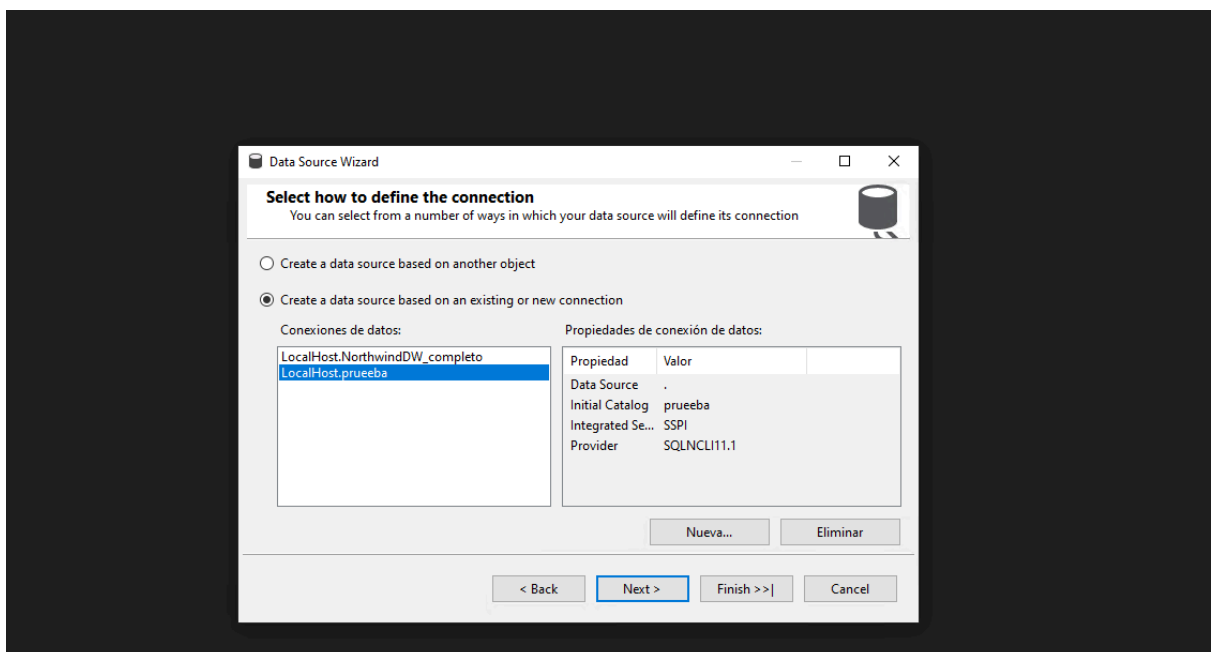 Data Source Wizard
Select how to define the connection
You can select from a number of ways in which your data source will define its connection
Create a data source based on another object
Create a data source based on an existing or new connection
Conexiones de datos:
LocalHost.NorthwindDW_completo
LocalHost.prueeba
Propiedades de conexión de datos:
Propiedad Valor
Data Source .
Initial Catalog prueeba
Integrated Se... SSPI
Provider SQLNCLI11.1
Nueva... Eliminar
< Back Next > Finish >>| Cancel